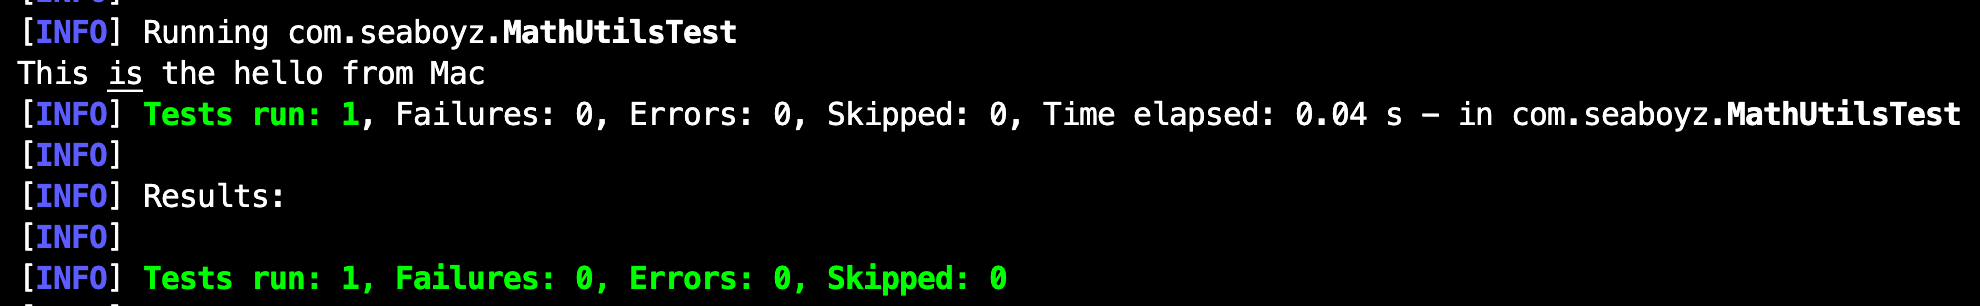 [INFO] Running com.seaboyz.MathUtilsTest
This is the hello from Mac
[INFO] Tests run: 1, Failures: 0, Errors: 0, Skipped: 0, Time elapsed: 0.04 s - in com.seaboyz.MathUtilsTest
[INFO]
[INFO] Results:
[INFO]
[INFO] Tests run: 1, Failures: 0, Errors: 0, Skipped: 0